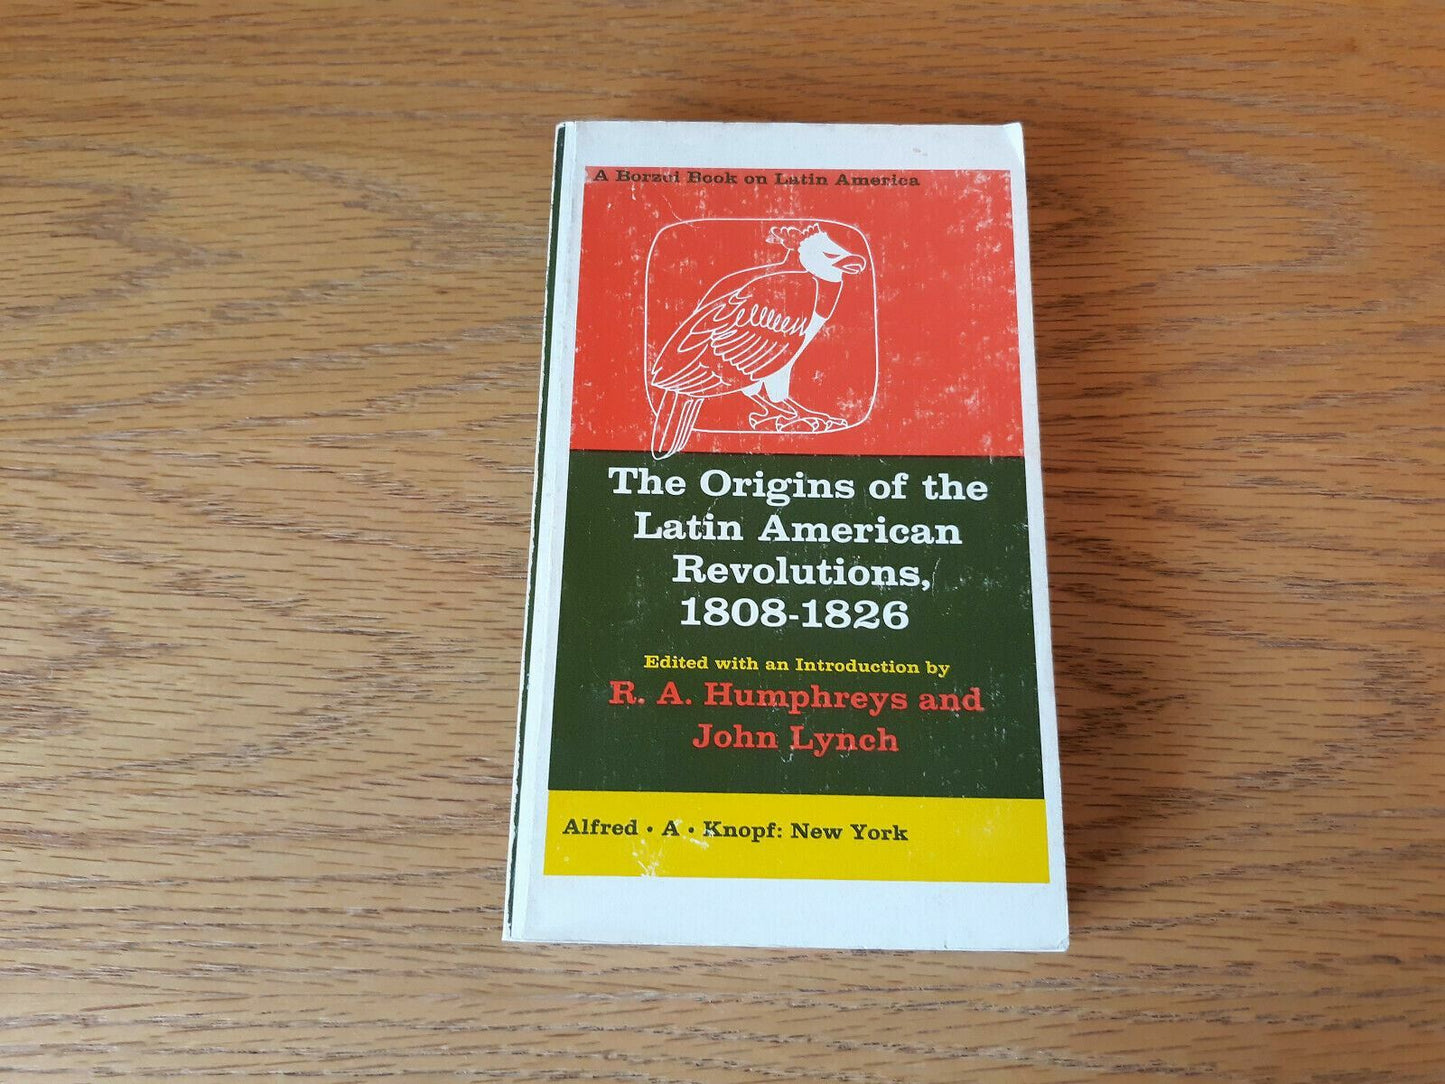 A Borzoi Book on Latin America
The Origins of the
Latin American
Revolutions,
1808-1826
Edited with an Introduction by
R. A. Humphreys and
John Lynch
Alfred • A • Knopf: New York